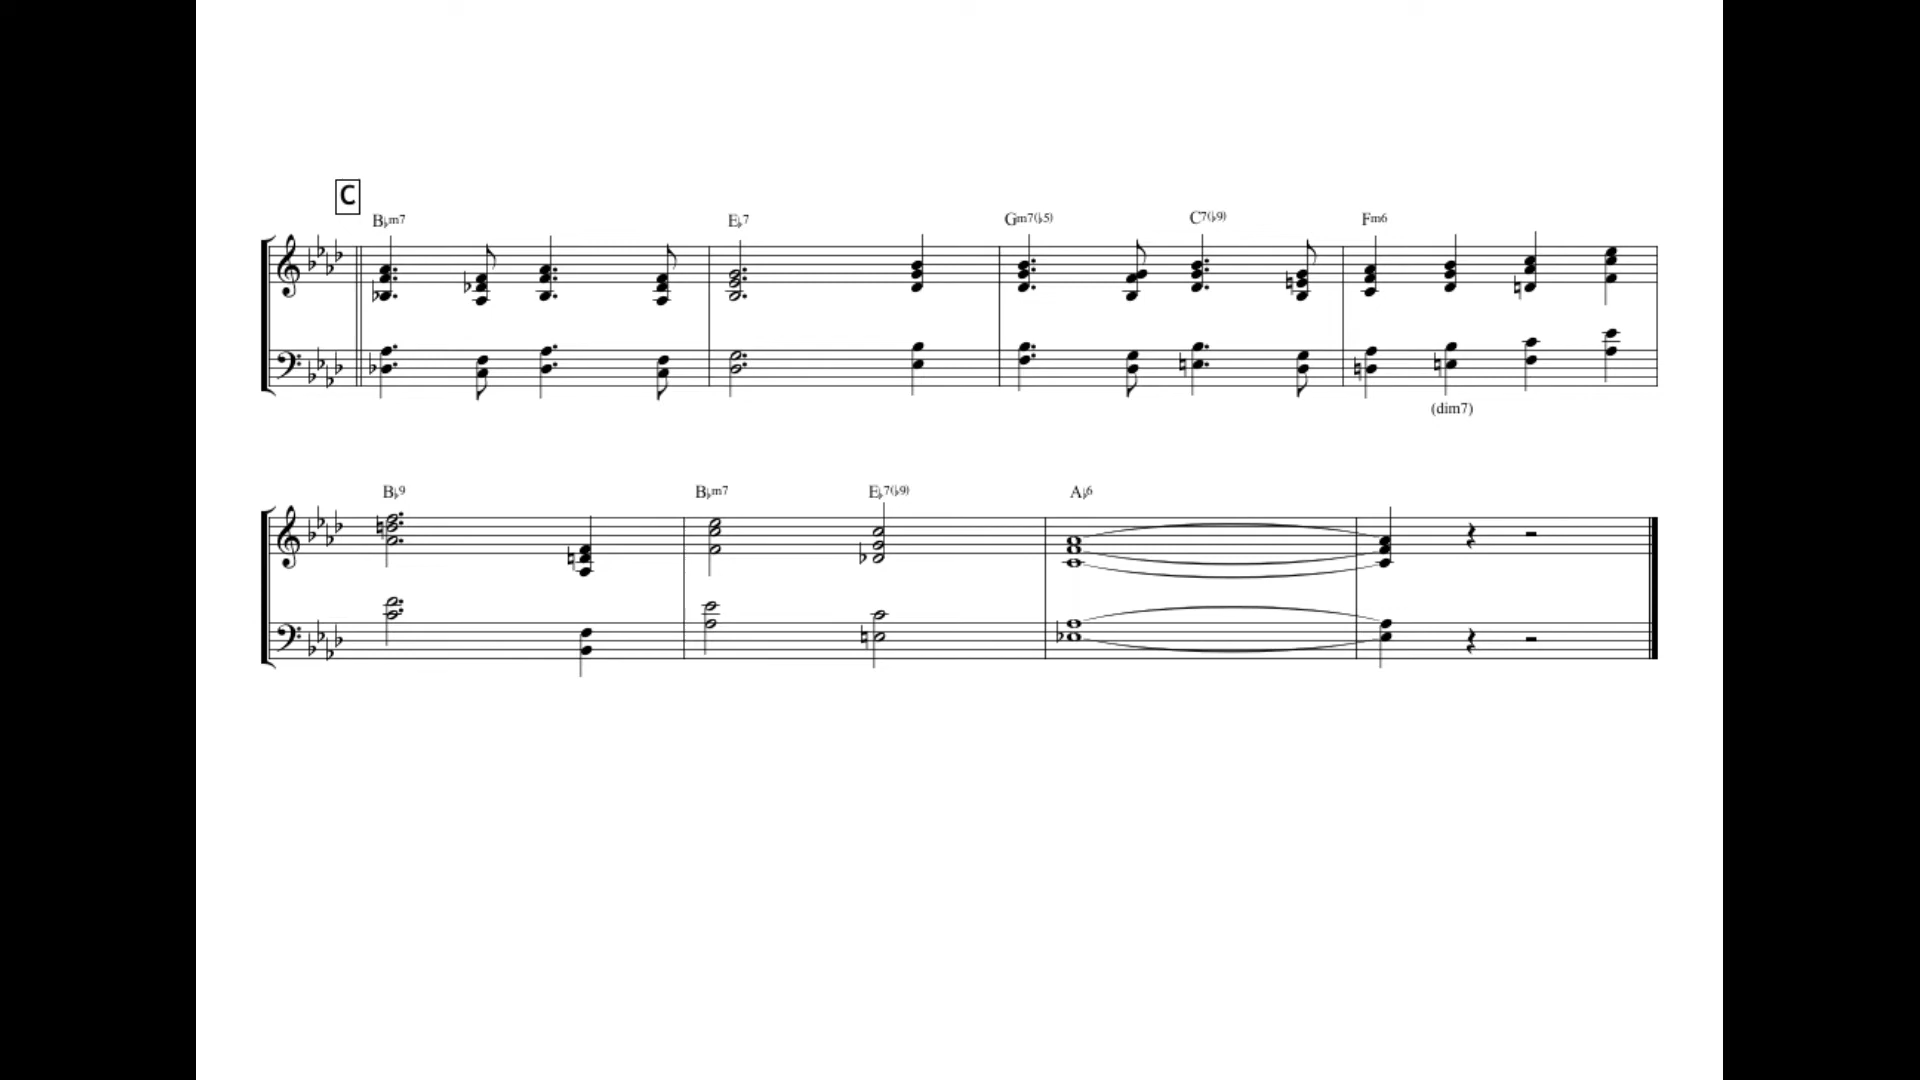 C
B♭m7 E♭7 Gm7(♭5) C7(♭9) Fm6
(dim7)
B♭9 B♭m7 E♭7(♭9) A♭6